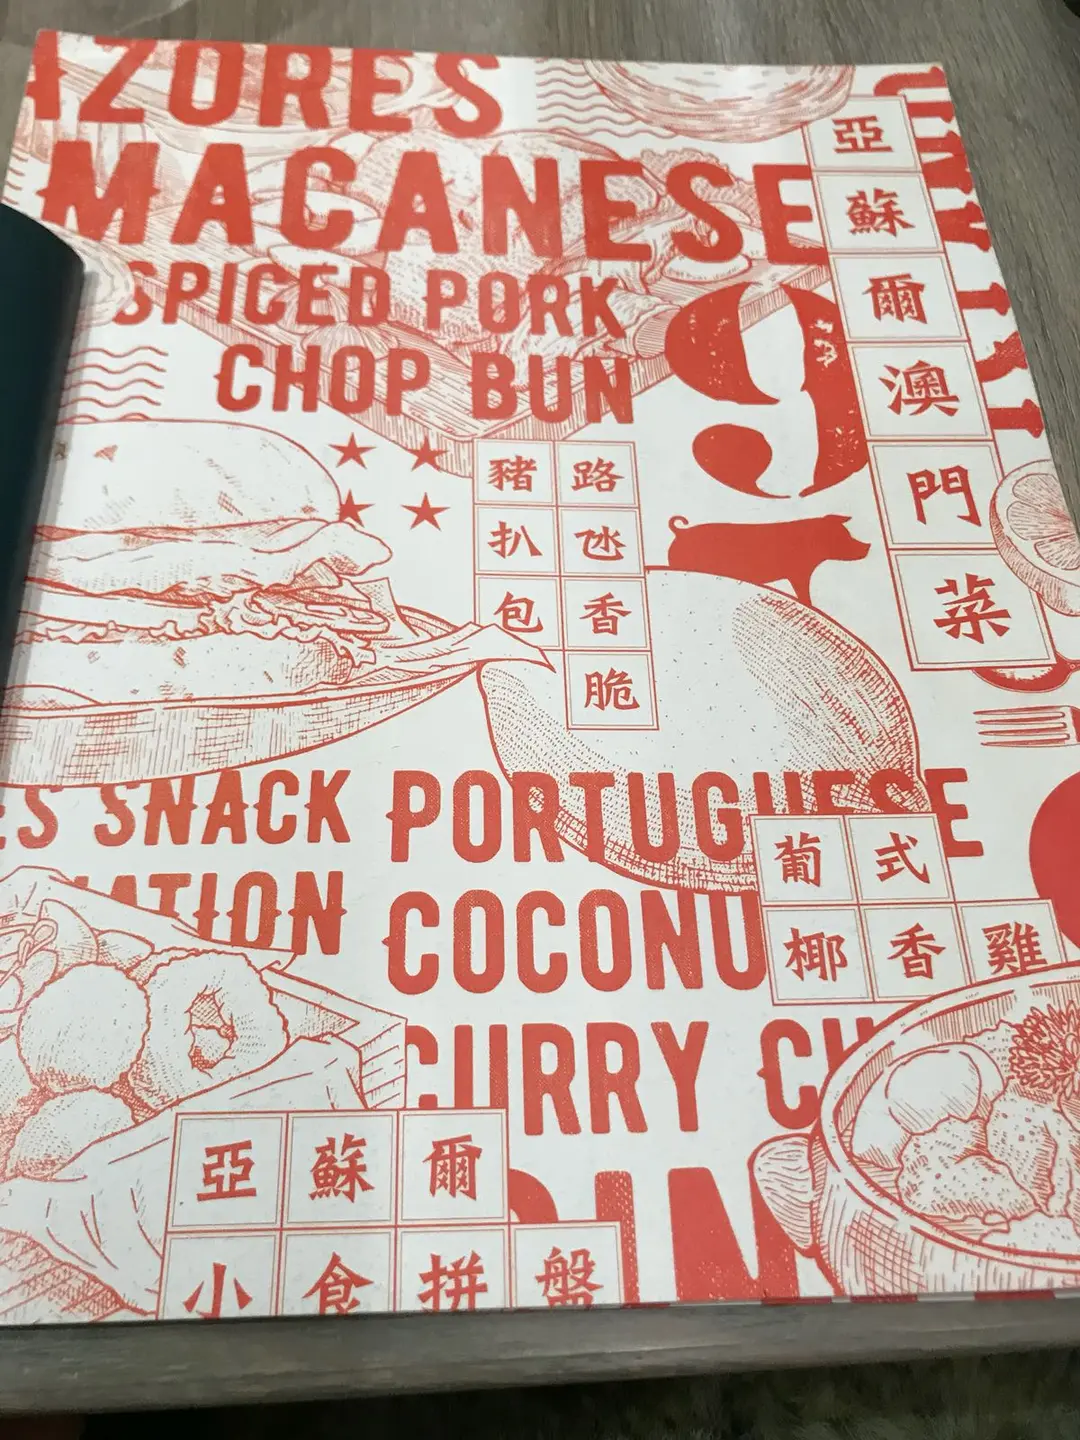 AZORES
MACANESE
SPICED PORK
CHOP BUN
9
亞蘇爾澳門菜
路氹香脆
豬扒包
SNACK
PORTUGUESE
COCONU
CURRY
葡式
椰香雞
亞蘇爾
小食拼盤